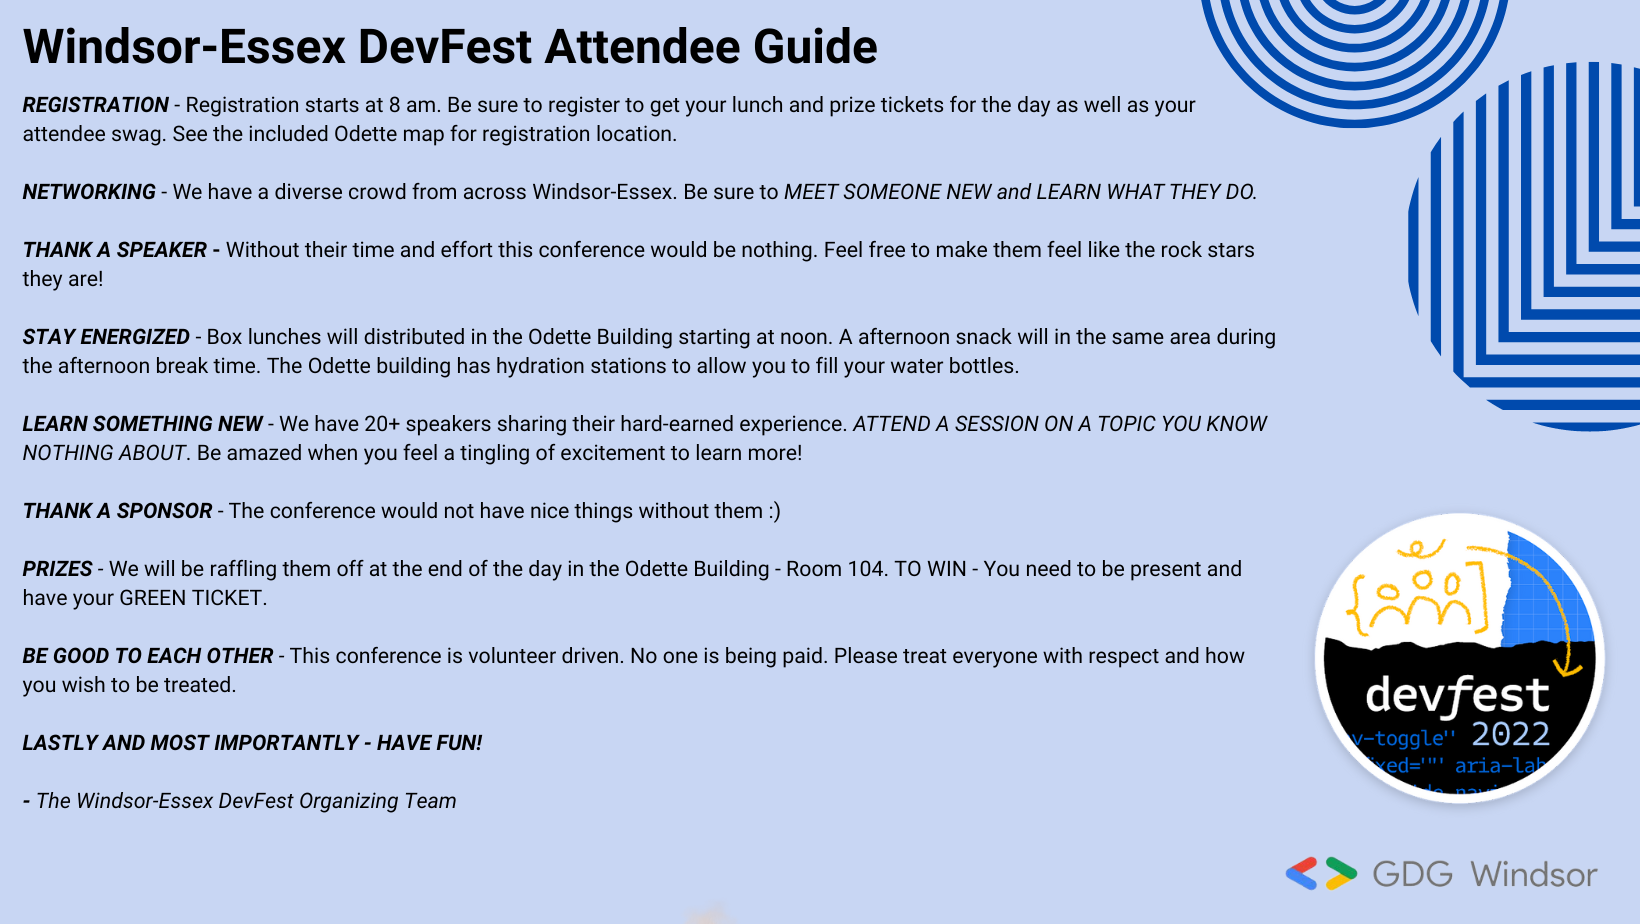 Windsor-Essex DevFest Attendee Guide
REGISTRATION - Registration starts at 8 am. Be sure to register to get your lunch and prize tickets for the day as well as your
attendee swag. See the included Odette map for registration location.
NETWORKING - We have a diverse crowd from across Windsor-Essex. Be sure to MEET SOMEONE NEW and LEARN WHAT THEY DO.
THANK A SPEAKER - Without their time and effort this conference would be nothing. Feel free to make them feel like the rock stars
they are!
STAY ENERGIZED - Box lunches will distributed in the Odette Building starting at noon. A afternoon snack will in the same area during
the afternoon break time. The Odette building has hydration stations to allow you to fill your water bottles.
LEARN SOMETHING NEW - We have 20+ speakers sharing their hard-earned experience. ATTEND A SESSION ON A TOPIC YOU KNOW
NOTHING ABOUT. Be amazed when you feel a tingling of excitement to learn more!
THANK A SPONSOR - The conference would not have nice things without them :)
PRIZES - We will be raffling them off at the end of the day in the Odette Building - Room 104. TO WIN - You need to be present and
have your GREEN TICKET.
BE GOOD TO EACH OTHER - This conference is volunteer driven. No one is being paid. Please treat everyone with respect and how
you wish to be treated.
LASTLY AND MOST IMPORTANTLY - HAVE FUN!
- The Windsor-Essex DevFest Organizing Team
devfest
v-toggle" 2022
xed='"' aria-lab
GDG Windsor